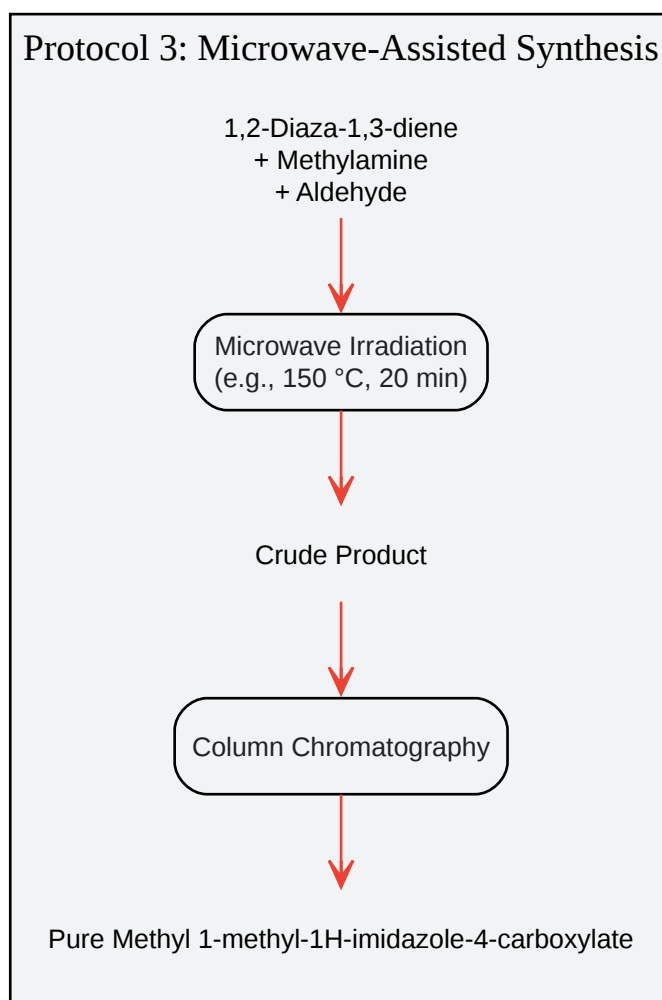 Protocol 3: Microwave-Assisted Synthesis
1,2-Diaza-1,3-diene
+ Methylamine
+ Aldehyde
Microwave Irradiation
(e.g., 150 °C, 20 min)
Crude Product
Column Chromatography
Pure Methyl 1-methyl-1H-imidazole-4-carboxylate